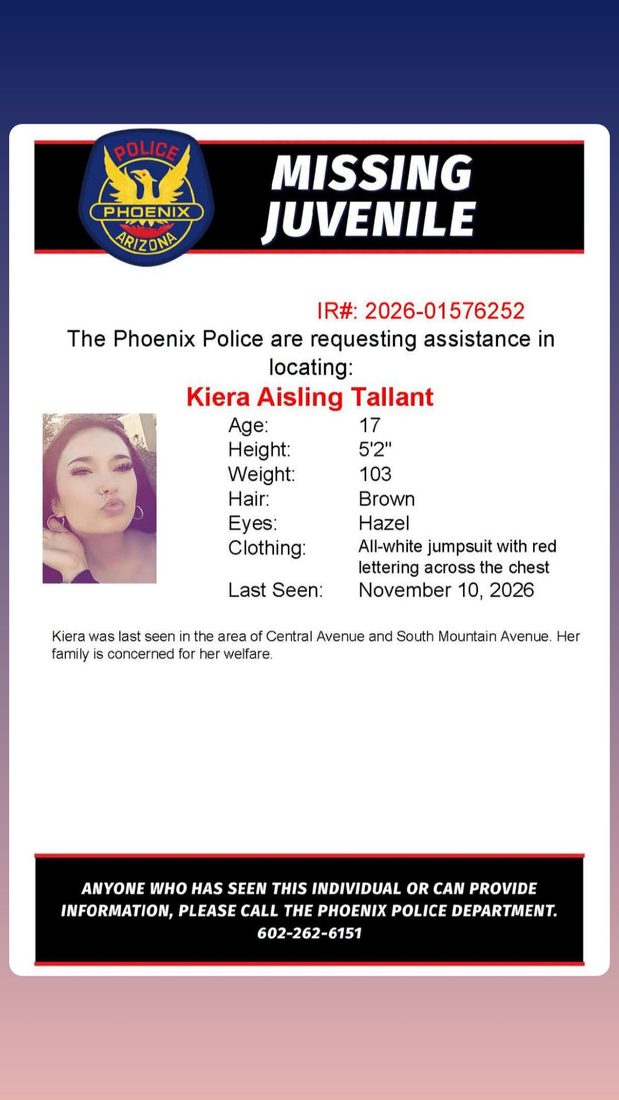 POLICE
PHOENIX
ARIZONA
MISSING
JUVENILE
IR#: 2026-01576252
The Phoenix Police are requesting assistance in
locating:
Kiera Aisling Tallant
Age: 17
Height: 5'2"
Weight: 103
Hair: Brown
Eyes: Hazel
Clothing: All-white jumpsuit with red
lettering across the chest
Last Seen: November 10, 2026
Kiera was last seen in the area of Central Avenue and South Mountain Avenue. Her
family is concerned for her welfare.
ANYONE WHO HAS SEEN THIS INDIVIDUAL OR CAN PROVIDE
INFORMATION, PLEASE CALL THE PHOENIX POLICE DEPARTMENT.
602-262-6151